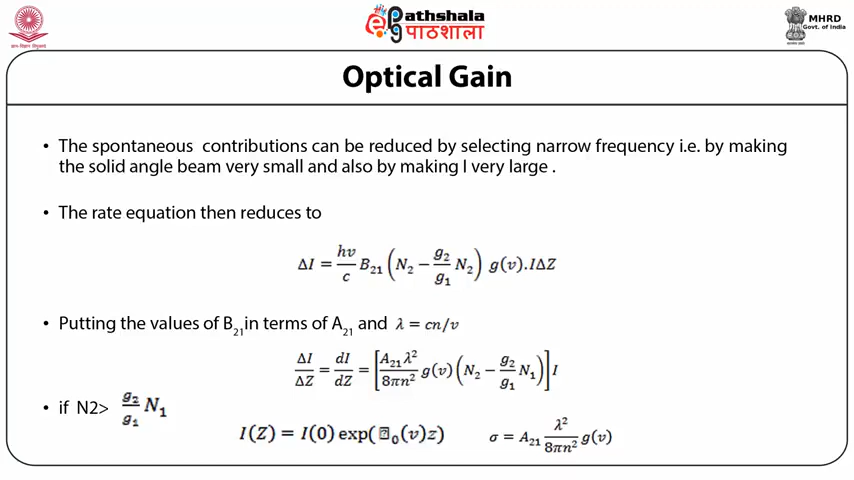 Pathshala
पाठशाला
MHRD
Govt. of India
Optical Gain
• The spontaneous contributions can be reduced by selecting narrow frequency i.e. by making
the solid angle beam very small and also by making I very large .
• The rate equation then reduces to
ΔI = hν/c B₂₁ (N₂ − g₂/g₁ N₂) g(ν).IΔZ
• Putting the values of B₂₁in terms of A₂₁ and λ = cn/ν
ΔI/ΔZ = dI/dZ = [A₂₁λ²/8πn² g(ν) (N₂ − g₂/g₁ N₁)] I
• if N2> g₂/g₁ N₁
I(Z) = I(0) exp(⍰₀(ν)z) σ = A₂₁ λ²/8πn² g(ν)